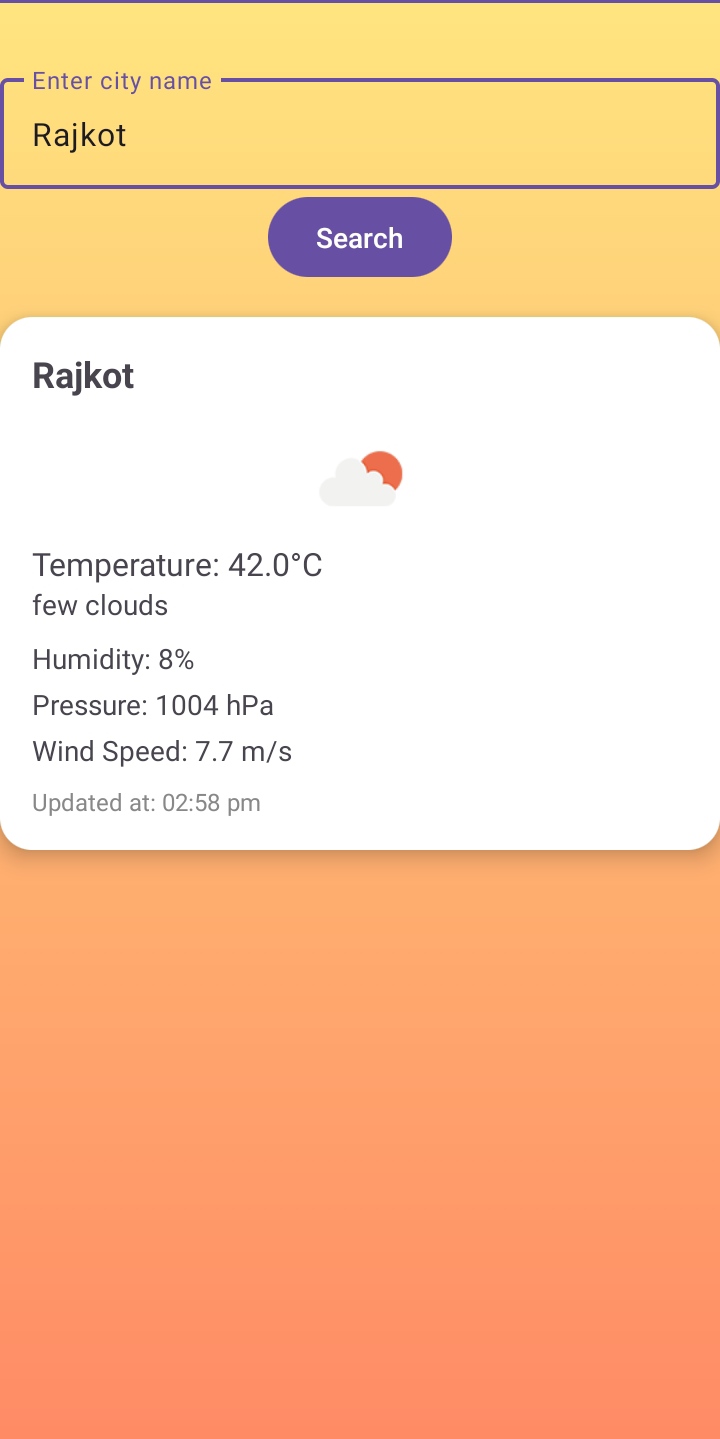 Enter city name
Rajkot
Search
Rajkot
Temperature: 42.0°C
few clouds
Humidity: 8%
Pressure: 1004 hPa
Wind Speed: 7.7 m/s
Updated at: 02:58 pm